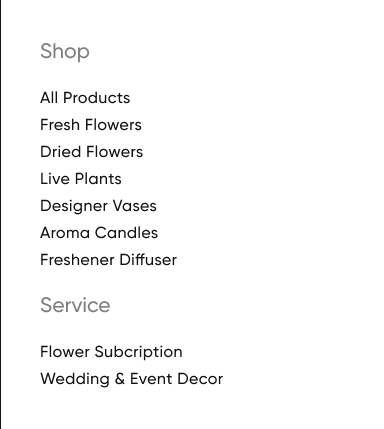 Shop
All Products
Fresh Flowers
Dried Flowers
Live Plants
Designer Vases
Aroma Candles
Freshener Diffuser
Service
Flower Subcription
Wedding & Event Decor